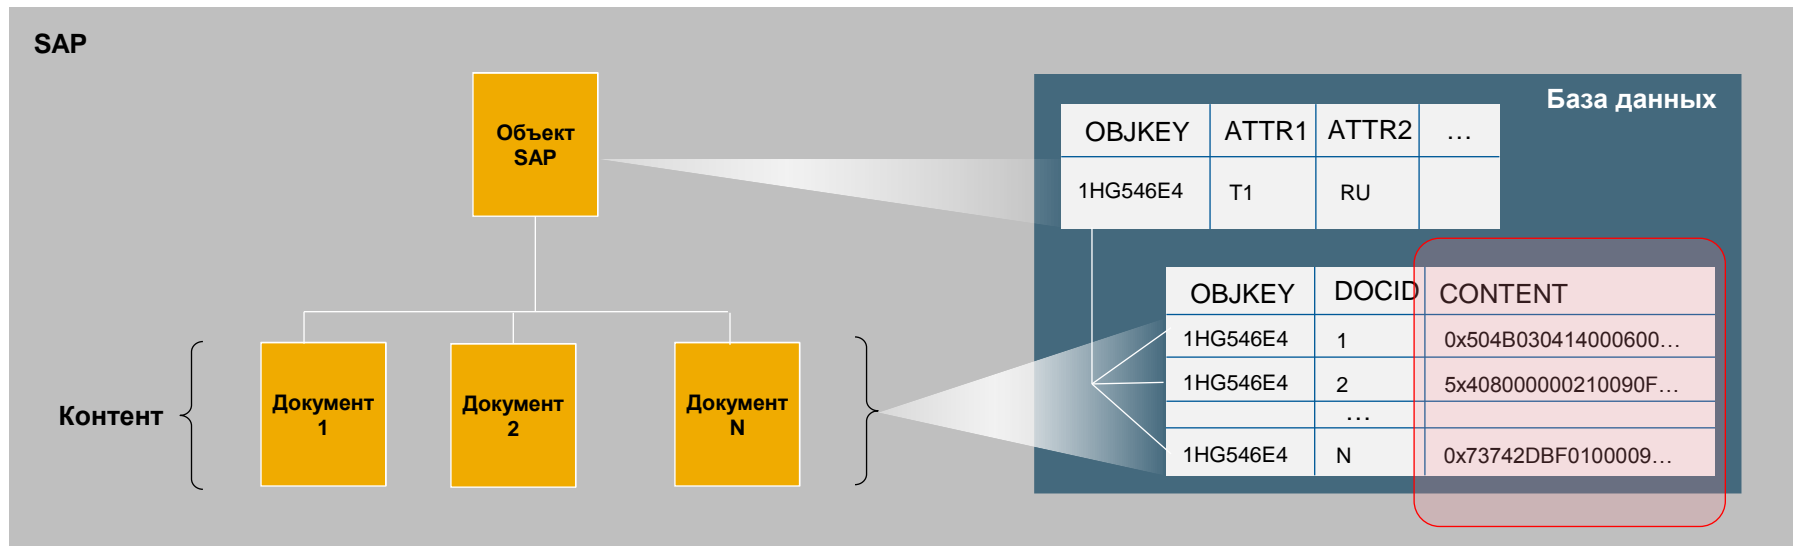 SAP
База данных
Объект
SAP
OBJKEY ATTR1 ATTR2 …
1HG546E4 T1 RU
OBJKEY DOCID CONTENT
1HG546E4 1 0x504B030414000600…
1HG546E4 2 5x408000000210090F…
…
1HG546E4 N 0x73742DBF0100009…
Контент
Документ
1
Документ
2
Документ
N